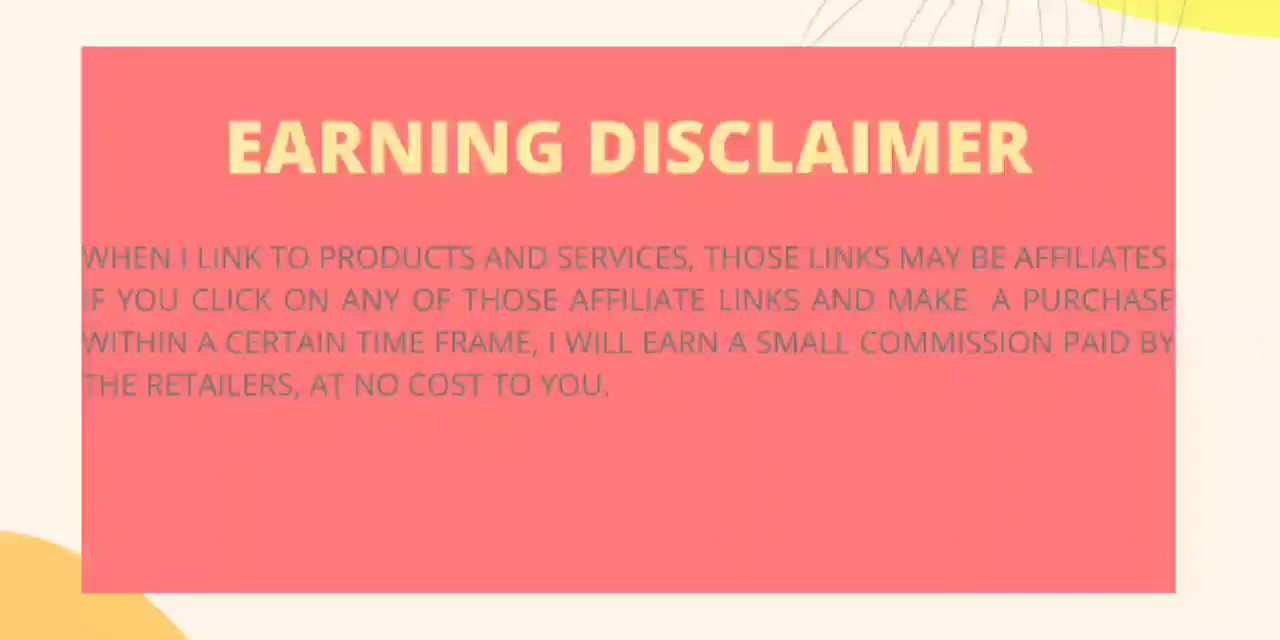 EARNING DISCLAIMER
WHEN I LINK TO PRODUCTS AND SERVICES, THOSE LINKS MAY BE AFFILIATES.
IF YOU CLICK ON ANY OF THOSE AFFILIATE LINKS AND MAKE A PURCHASE
WITHIN A CERTAIN TIME FRAME, I WILL EARN A SMALL COMMISSION PAID BY
THE RETAILERS, AT NO COST TO YOU.